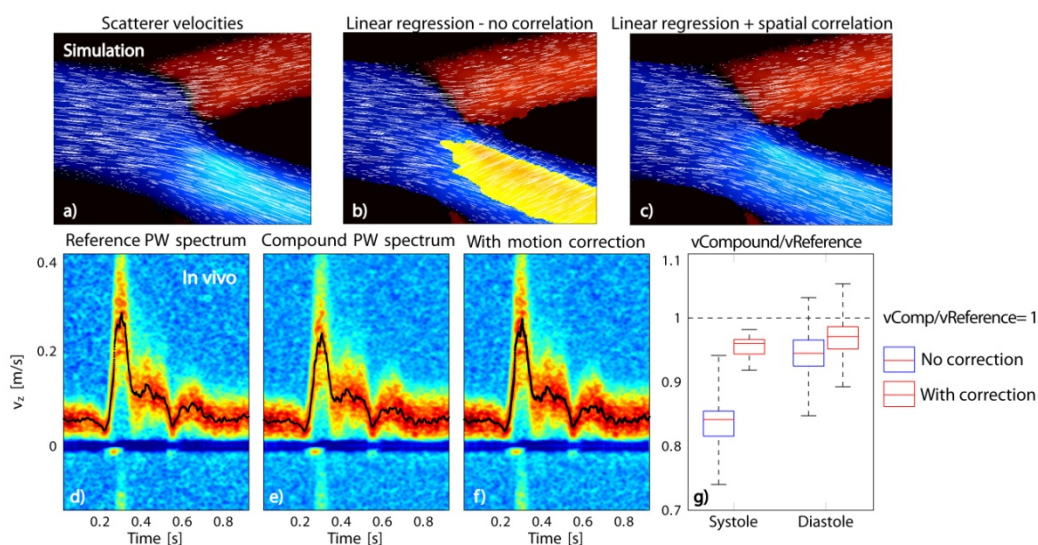 Scatterer velocities
Linear regression - no correlation
Linear regression + spatial correlation
Simulation
a)
b)
c)
Reference PW spectrum
Compound PW spectrum
With motion correction
vCompound/vReference
0.4
0.2
0
v_z [m/s]
In vivo
d)
e)
f)
g)
1.1
1
0.9
0.8
0.7
vComp/vReference= 1
No correction
With correction
0.2 0.4 0.6 0.8
0.2 0.4 0.6 0.8
0.2 0.4 0.6 0.8
Systole
Diastole
Time [s]
Time [s]
Time [s]